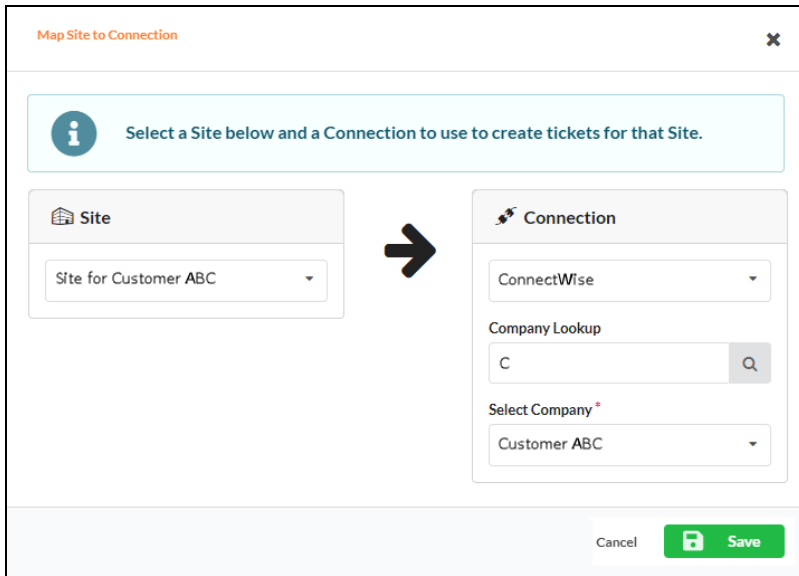 Map Site to Connection
Select a Site below and a Connection to use to create tickets for that Site.
Site
Site for Customer ABC
Connection
ConnectWise
Company Lookup
C
Select Company *
Customer ABC
Cancel
Save